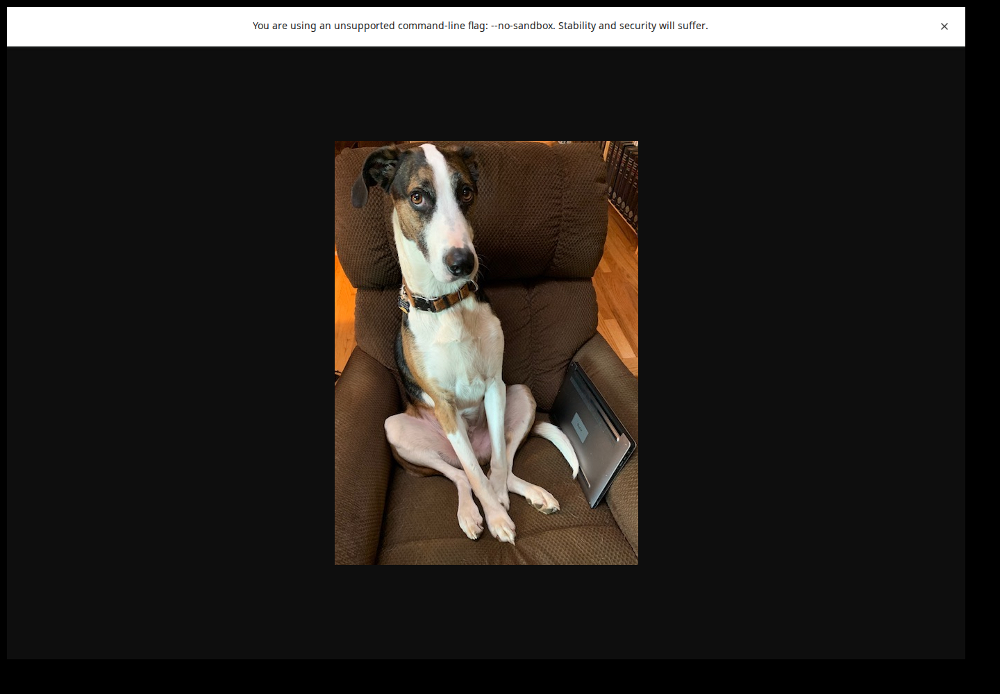 You are using an unsupported command-line flag: --no-sandbox. Stability and security will suffer.